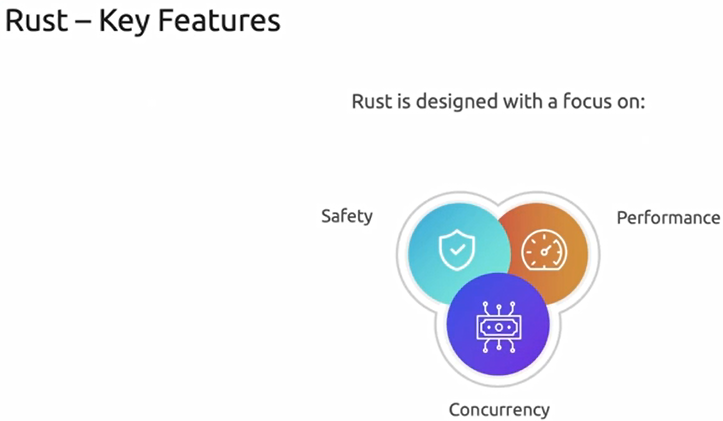 Rust – Key Features
Rust is designed with a focus on:
Safety
Performance
Concurrency